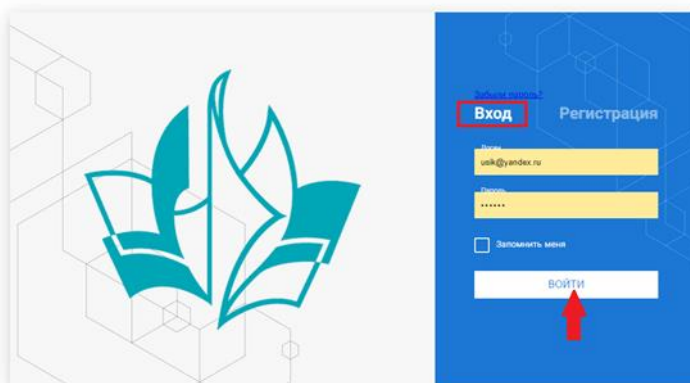 Забыли пароль?
Вход Регистрация
Логин
usik@yandex.ru
Пароль
••••••
Запомнить меня
ВОЙТИ